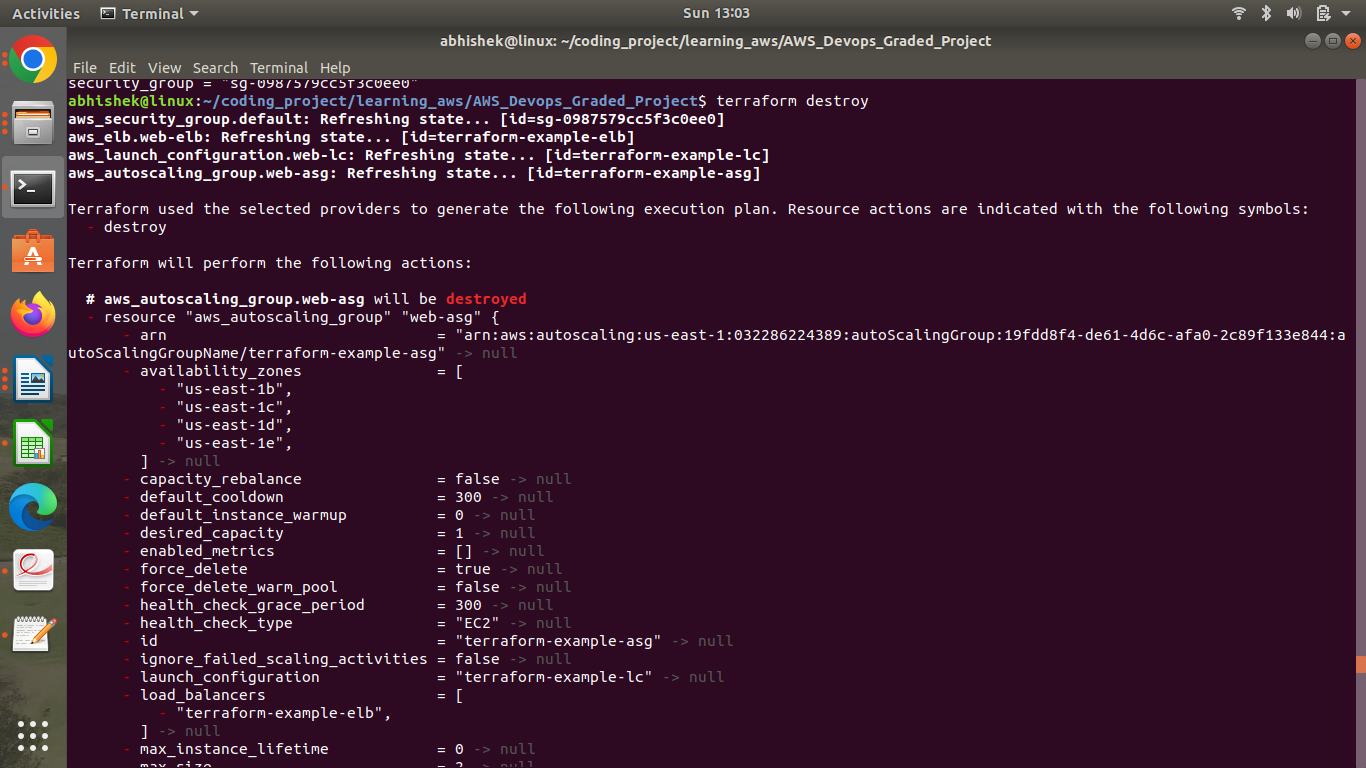 Activities Terminal Sun 13:03
abhishek@linux: ~/coding_project/learning_aws/AWS_Devops_Graded_Project
File Edit View Search Terminal Help
security_group = "sg-0987579cc5f3c0ee0"
abhishek@linux:~/coding_project/learning_aws/AWS_Devops_Graded_Project$ terraform destroy
aws_security_group.default: Refreshing state... [id=sg-0987579cc5f3c0ee0]
aws_elb.web-elb: Refreshing state... [id=terraform-example-elb]
aws_launch_configuration.web-lc: Refreshing state... [id=terraform-example-lc]
aws_autoscaling_group.web-asg: Refreshing state... [id=terraform-example-asg]
Terraform used the selected providers to generate the following execution plan. Resource actions are indicated with the following symbols:
- destroy
Terraform will perform the following actions:
# aws_autoscaling_group.web-asg will be destroyed
- resource "aws_autoscaling_group" "web-asg" {
- arn = "arn:aws:autoscaling:us-east-1:032286224389:autoScalingGroup:19fdd8f4-de61-4d6c-afa0-2c89f133e844:a
utoScalingGroupName/terraform-example-asg" -> null
- availability_zones = [
- "us-east-1b",
- "us-east-1c",
- "us-east-1d",
- "us-east-1e",
] -> null
- capacity_rebalance = false -> null
- default_cooldown = 300 -> null
- default_instance_warmup = 0 -> null
- desired_capacity = 1 -> null
- enabled_metrics = [] -> null
- force_delete = true -> null
- force_delete_warm_pool = false -> null
- health_check_grace_period = 300 -> null
- health_check_type = "EC2" -> null
- id = "terraform-example-asg" -> null
- ignore_failed_scaling_activities = false -> null
- launch_configuration = "terraform-example-lc" -> null
- load_balancers = [
- "terraform-example-elb",
] -> null
- max_instance_lifetime = 0 -> null
- max_size = 2 -> null